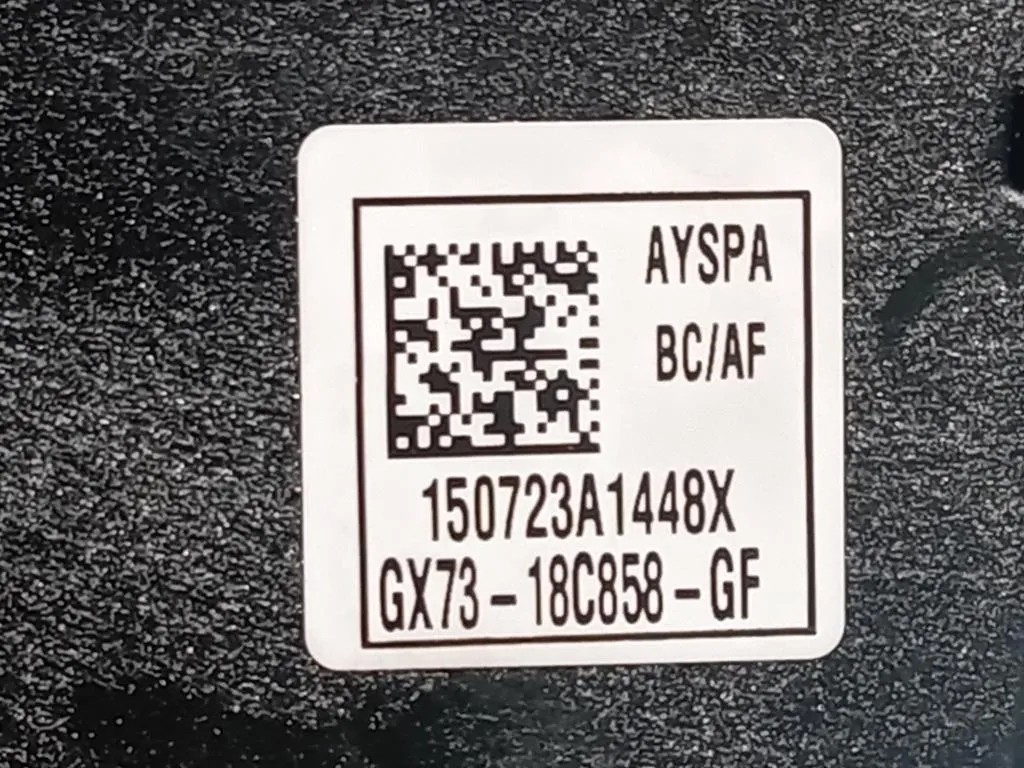 AYSPA
BC/AF
150723A1448X
GX73-18C858-GF